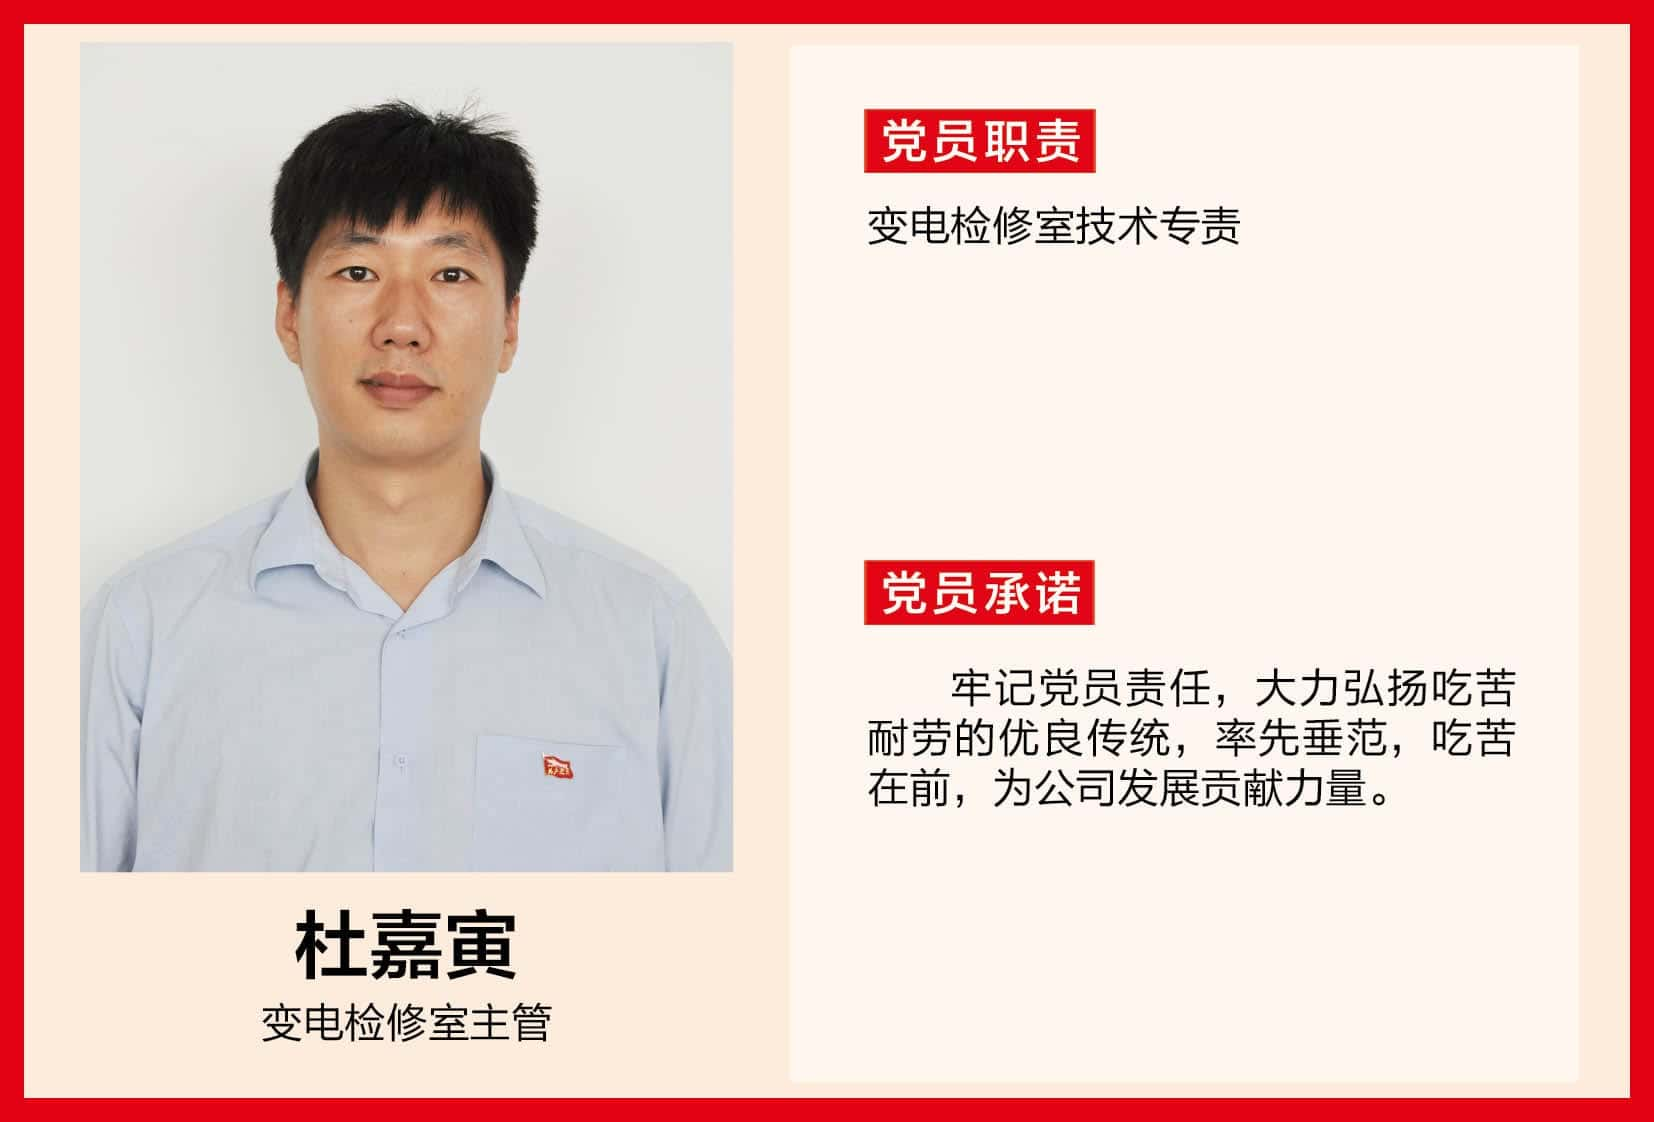 党员职责
变电检修室技术专责
党员承诺
牢记党员责任，大力弘扬吃苦
耐劳的优良传统，率先垂范，吃苦
在前，为公司发展贡献力量。
杜嘉寅
变电检修室主管